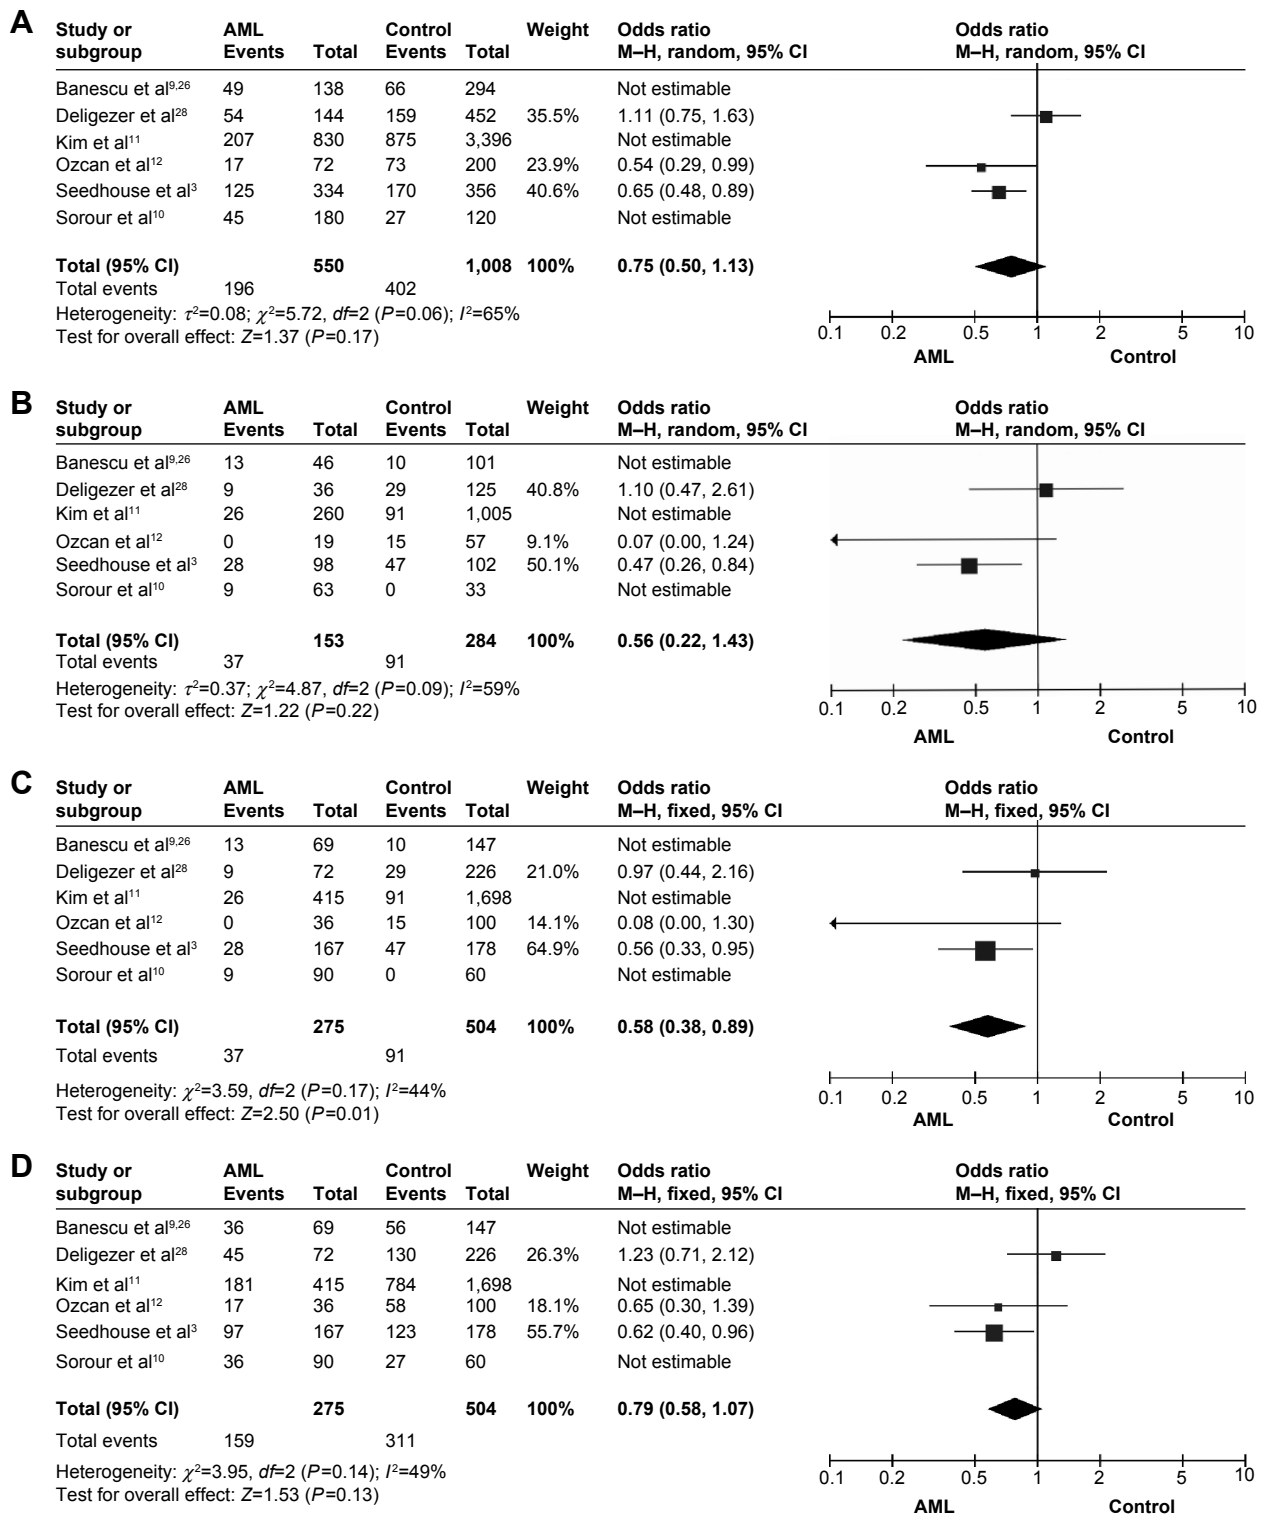 A
Study or subgroup AML Events Total Control Events Total Weight Odds ratio M–H, random, 95% CI Odds ratio M–H, random, 95% CI
Banescu et al9,26 49 138 66 294 Not estimable
Deligezer et al28 54 144 159 452 35.5% 1.11 (0.75, 1.63)
Kim et al11 207 830 875 3,396 Not estimable
Ozcan et al12 17 72 73 200 23.9% 0.54 (0.29, 0.99)
Seedhouse et al3 125 334 170 356 40.6% 0.65 (0.48, 0.89)
Sorour et al10 45 180 27 120 Not estimable
Total (95% CI) 550 1,008 100% 0.75 (0.50, 1.13)
Total events 196 402
Heterogeneity: τ2=0.08; χ2=5.72, df=2 (P=0.06); I2=65%
Test for overall effect: Z=1.37 (P=0.17)
0.1 0.2 0.5 1 2 5 10
AML Control
B
Study or subgroup AML Events Total Control Events Total Weight Odds ratio M–H, random, 95% CI Odds ratio M–H, random, 95% CI
Banescu et al9,26 13 46 10 101 Not estimable
Deligezer et al28 9 36 29 125 40.8% 1.10 (0.47, 2.61)
Kim et al11 26 260 91 1,005 Not estimable
Ozcan et al12 0 19 15 57 9.1% 0.07 (0.00, 1.24)
Seedhouse et al3 28 98 47 102 50.1% 0.47 (0.26, 0.84)
Sorour et al10 9 63 0 33 Not estimable
Total (95% CI) 153 284 100% 0.56 (0.22, 1.43)
Total events 37 91
Heterogeneity: τ2=0.37; χ2=4.87, df=2 (P=0.09); I2=59%
Test for overall effect: Z=1.22 (P=0.22)
0.1 0.2 0.5 1 2 5 10
AML Control
C
Study or subgroup AML Events Total Control Events Total Weight Odds ratio M–H, fixed, 95% CI Odds ratio M–H, fixed, 95% CI
Banescu et al9,26 13 69 10 147 Not estimable
Deligezer et al28 9 72 29 226 21.0% 0.97 (0.44, 2.16)
Kim et al11 26 415 91 1,698 Not estimable
Ozcan et al12 0 36 15 100 14.1% 0.08 (0.00, 1.30)
Seedhouse et al3 28 167 47 178 64.9% 0.56 (0.33, 0.95)
Sorour et al10 9 90 0 60 Not estimable
Total (95% CI) 275 504 100% 0.58 (0.38, 0.89)
Total events 37 91
Heterogeneity: χ2=3.59, df=2 (P=0.17); I2=44%
Test for overall effect: Z=2.50 (P=0.01)
0.1 0.2 0.5 1 2 5 10
AML Control
D
Study or subgroup AML Events Total Control Events Total Weight Odds ratio M–H, fixed, 95% CI Odds ratio M–H, fixed, 95% CI
Banescu et al9,26 36 69 56 147 Not estimable
Deligezer et al28 45 72 130 226 26.3% 1.23 (0.71, 2.12)
Kim et al11 181 415 784 1,698 Not estimable
Ozcan et al12 17 36 58 100 18.1% 0.65 (0.30, 1.39)
Seedhouse et al3 97 167 123 178 55.7% 0.62 (0.40, 0.96)
Sorour et al10 36 90 27 60 Not estimable
Total (95% CI) 275 504 100% 0.79 (0.58, 1.07)
Total events 159 311
Heterogeneity: χ2=3.95, df=2 (P=0.14); I2=49%
Test for overall effect: Z=1.53 (P=0.13)
0.1 0.2 0.5 1 2 5 10
AML Control